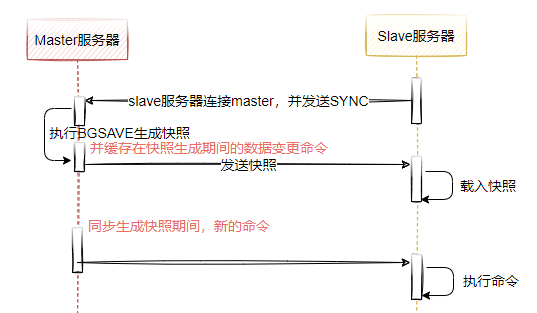 Master服务器
Slave服务器
slave服务器连接master，并发送SYNC
执行BGSAVE生成快照
并缓存在快照生成期间的数据变更命令
发送快照
载入快照
同步生成快照期间，新的命令
执行命令